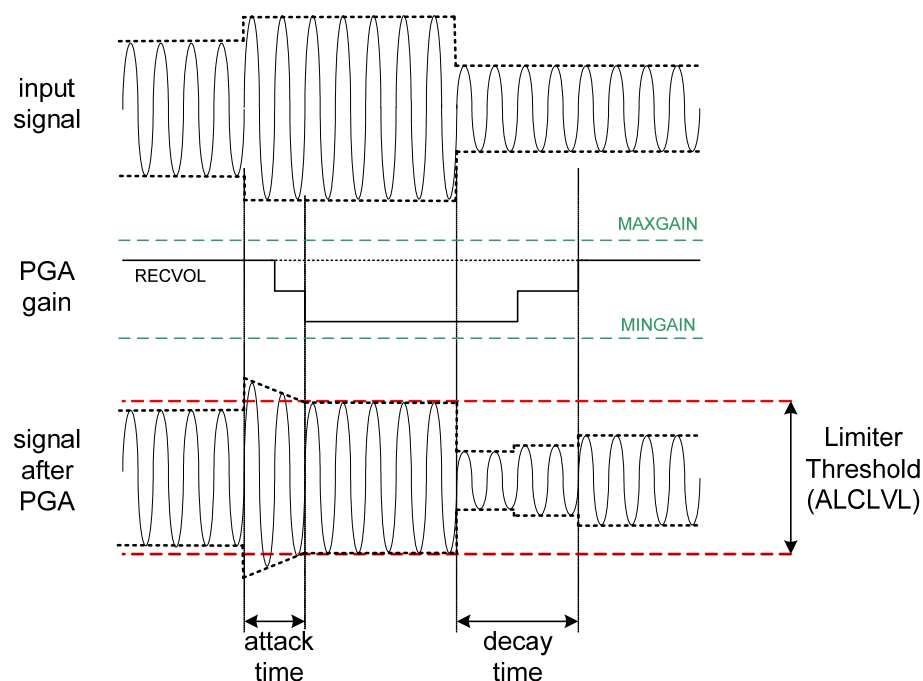 input
signal
MAXGAIN
PGA
gain
RECVOL
MINGAIN
signal
after
PGA
Limiter
Threshold
(ALCLVL)
attack
time
decay
time